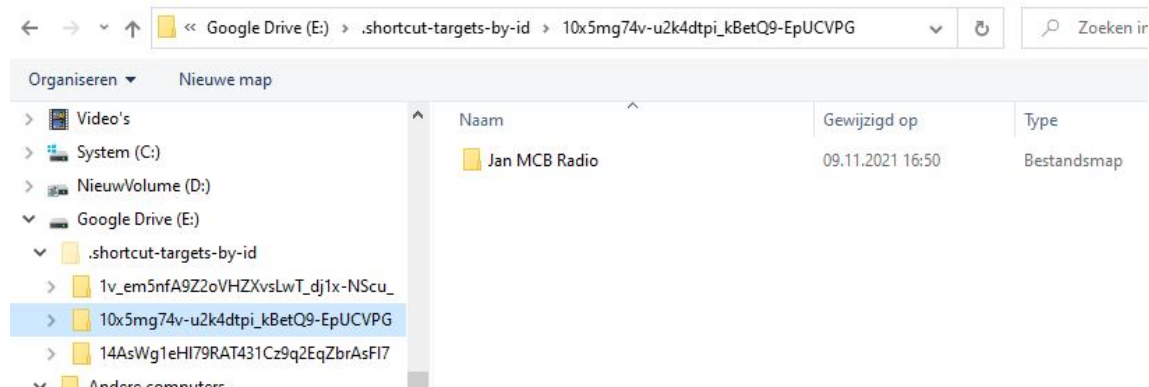 « Google Drive (E:) › .shortcut-targets-by-id › 10x5mg74v-u2k4dtpi_kBetQ9-EpUCVPG
Zoeken in
Organiseren
Nieuwe map
Video's
System (C:)
NieuwVolume (D:)
Google Drive (E:)
.shortcut-targets-by-id
1v_em5nfA9Z2oVHZXvsLwT_dj1x-NScu_
10x5mg74v-u2k4dtpi_kBetQ9-EpUCVPG
14AsWg1eHI79RAT431Cz9q2EqZbrAsFI7
Andere computers
Naam
Gewijzigd op
Type
Jan MCB Radio
09.11.2021 16:50
Bestandsmap